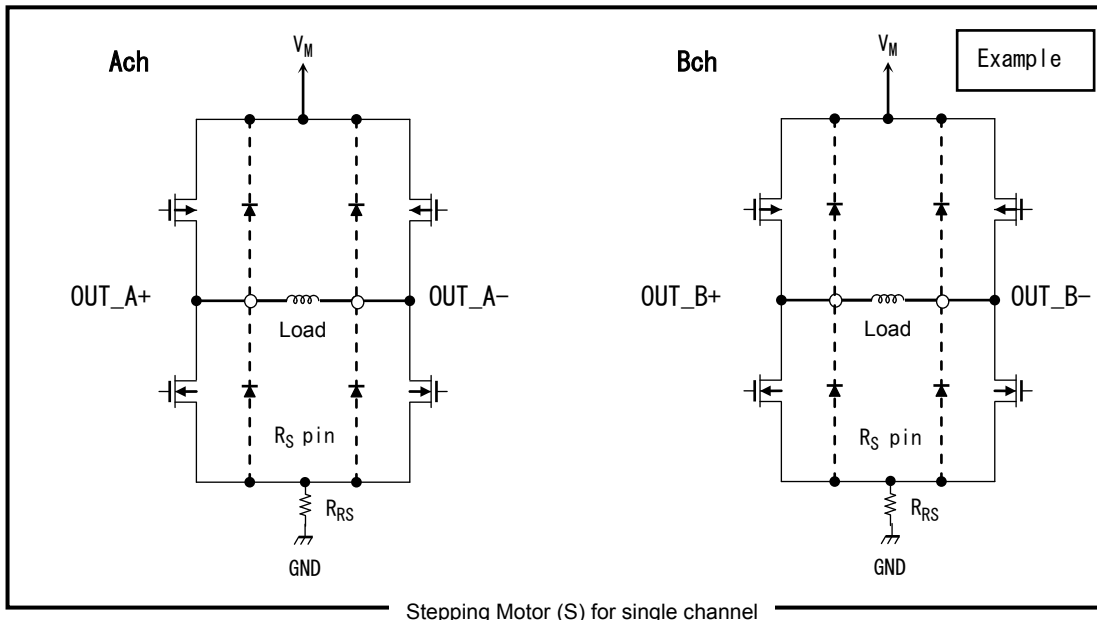 Ach
V_M
Bch
V_M
Example
OUT_A+
OUT_A-
Load
OUT_B+
OUT_B-
Load
R_S pin
R_S pin
R_RS
R_RS
GND
GND
Stepping Motor (S) for single channel